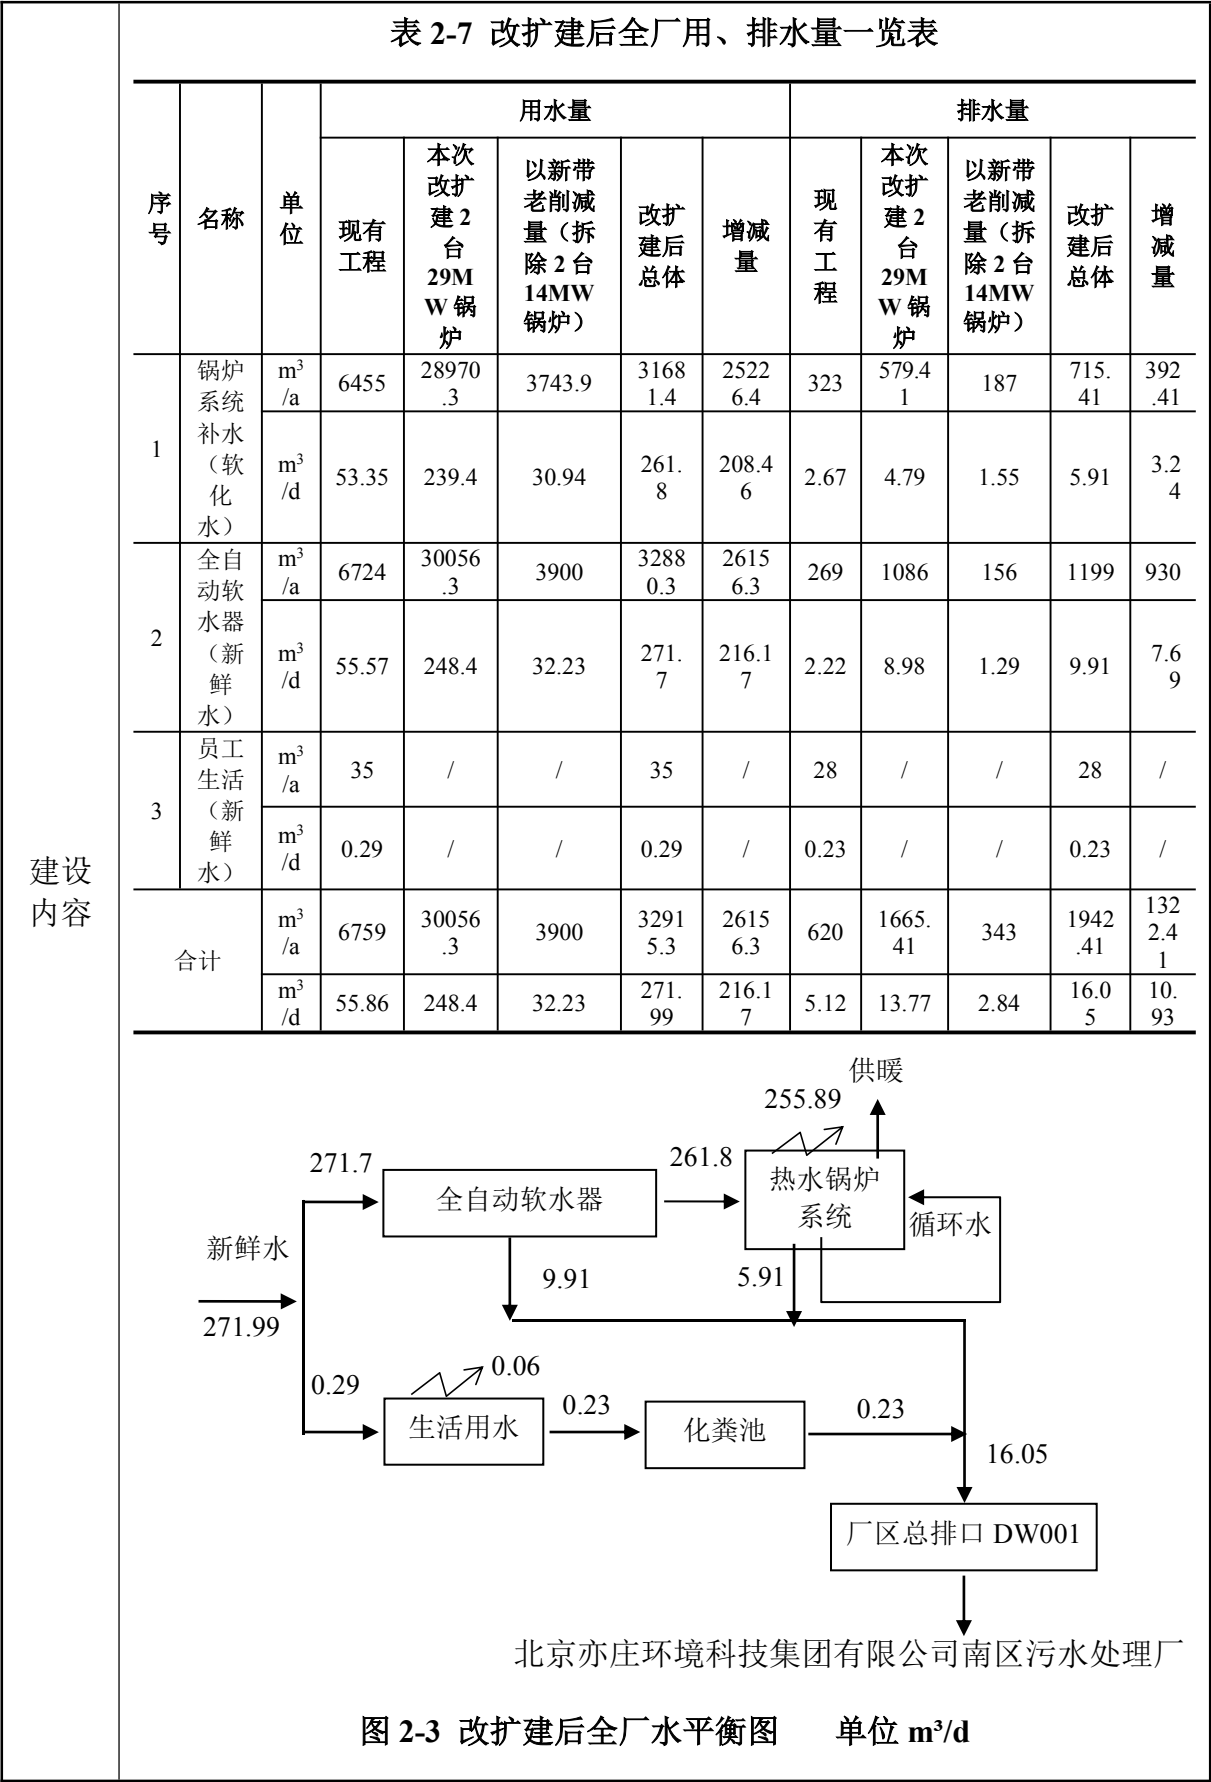 表 2-7 改扩建后全厂用、排水量一览表
序号 名称 单位 用水量 排水量
现有工程 本次改扩建 2 台 29MW 锅炉 以新带老削减量（拆除 2 台 14MW 锅炉） 改扩建后总体 增减量 现有工程 本次改扩建 2 台 29MW 锅炉 以新带老削减量（拆除 2 台 14MW 锅炉） 改扩建后总体 增减量
1 锅炉系统补水（软化水） m³/a 6455 28970.3 3743.9 31681.4 25226.4 323 579.41 187 715.41 392.41
m³/d 53.35 239.4 30.94 261.8 208.46 2.67 4.79 1.55 5.91 3.24
2 全自动软水器（新鲜水） m³/a 6724 30056.3 3900 32880.3 26156.3 269 1086 156 1199 930
m³/d 55.57 248.4 32.23 271.7 216.17 2.22 8.98 1.29 9.91 7.69
3 员工生活（新鲜水） m³/a 35 / / 35 / 28 / / 28 /
m³/d 0.29 / / 0.29 / 0.23 / / 0.23 /
合计 m³/a 6759 30056.3 3900 32915.3 26156.3 620 1665.41 343 1942.41 1322.41
m³/d 55.86 248.4 32.23 271.99 216.17 5.12 13.77 2.84 16.05 10.93
建设
内容
供暖
255.89
271.7
全自动软水器
261.8
热水锅炉
系统
循环水
新鲜水
271.99
9.91
5.91
0.29
0.06
生活用水
0.23
化粪池
0.23
16.05
厂区总排口 DW001
北京亦庄环境科技集团有限公司南区污水处理厂
图 2-3 改扩建后全厂水平衡图 单位 m³/d